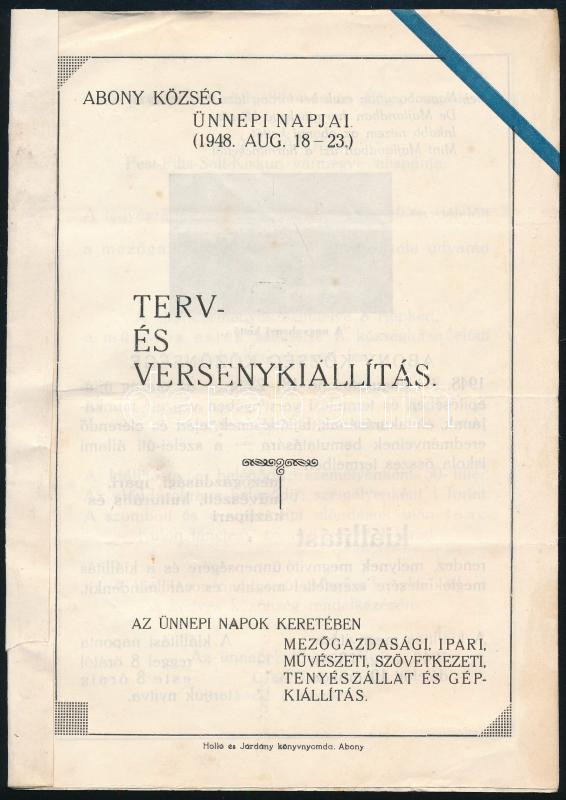 ABONY KÖZSÉG
ÜNNEPI NAPJAI.
(1948. AUG. 18-23.)
TERV-
ÉS
VERSENYKIÁLLÍTÁS.
AZ ÜNNEPI NAPOK KERETÉBEN
MEZŐGAZDASÁGI, IPARI,
MŰVÉSZETI, SZÖVETKEZETI,
TENYÉSZÁLLAT ÉS GÉP-
KIÁLLÍTÁS.
Holló és Járdány könyvnyomda. Abony